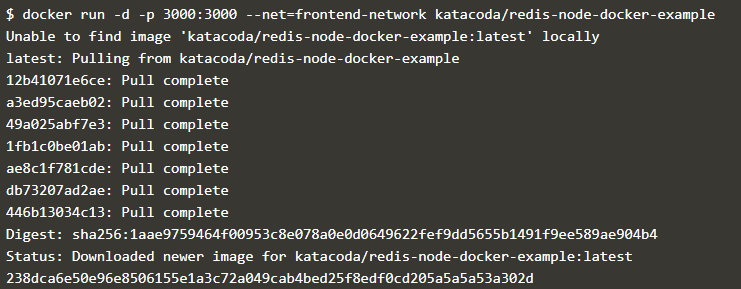 $ docker run -d -p 3000:3000 --net=frontend-network katacoda/redis-node-docker-example
Unable to find image 'katacoda/redis-node-docker-example:latest' locally
latest: Pulling from katacoda/redis-node-docker-example
12b41071e6ce: Pull complete
a3ed95caeb02: Pull complete
49a025abf7e3: Pull complete
1fb1c0be01ab: Pull complete
ae8c1f781cde: Pull complete
db73207ad2ae: Pull complete
446b13034c13: Pull complete
Digest: sha256:1aae9759464f00953c8e078a0e0d0649622fef9dd5655b1491f9ee589ae904b4
Status: Downloaded newer image for katacoda/redis-node-docker-example:latest
238dca6e50e96e8506155e1a3c72a049cab4bed25f8edf0cd205a5a5a53a302d